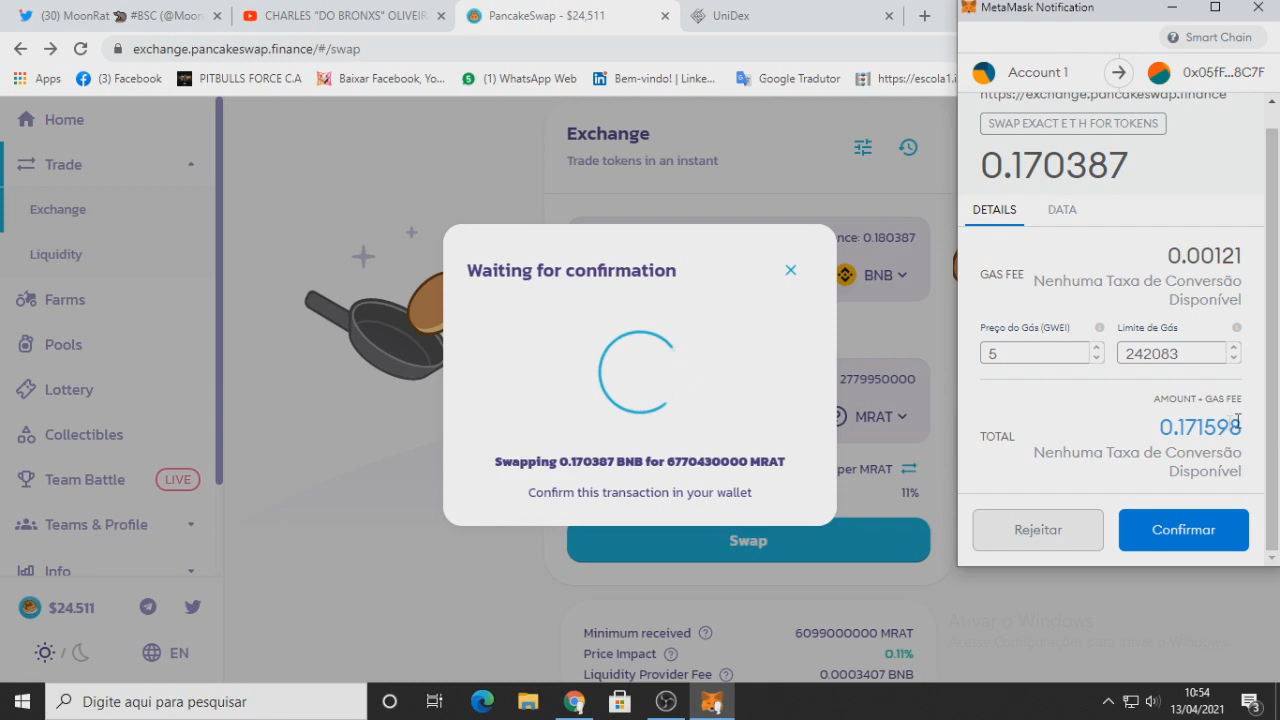 (30) MoonRat #BSC (@Moon
CHARLES "DO BRONXS" OLIVEIR
PancakeSwap - $24,511
UniDex
exchange.pancakeswap.finance/#/swap
Apps
(3) Facebook
PITBULLS FORCE C.A
Baixar Facebook, Yo...
(1) WhatsApp Web
Bem-vindo! | Linke...
Google Tradutor
https://escola1
Home
Trade
Exchange
Liquidity
Farms
Pools
Lottery
Collectibles
Team Battle LIVE
Teams & Profile
Info
$24.511
EN
Exchange
Trade tokens in an instant
nce: 0.180387
BNB
2779950000
MRAT
per MRAT
11%
Swap
Minimum received ? 6099000000 MRAT
Price Impact ? 0.11%
Liquidity Provider Fee ? 0.0003407 BNB
Waiting for confirmation
Swapping 0.170387 BNB for 6770430000 MRAT
Confirm this transaction in your wallet
MetaMask Notification
? Smart Chain
Account 1
0x05fF...8C7F
https://exchange.pancakeswap.finance
SWAP EXACT E T H FOR TOKENS
0.170387
DETAILS DATA
0.00121
GAS FEE
Nenhuma Taxa de Conversão
Disponível
Preço do Gás (GWEI)
Limite de Gás
5
242083
AMOUNT + GAS FEE
0.171598
TOTAL
Nenhuma Taxa de Conversão
Disponível
Rejeitar
Confirmar
Ativar o Windows
Acesse Configurações para ativar o Windows.
Digite aqui para pesquisar
10:54
13/04/2021
3